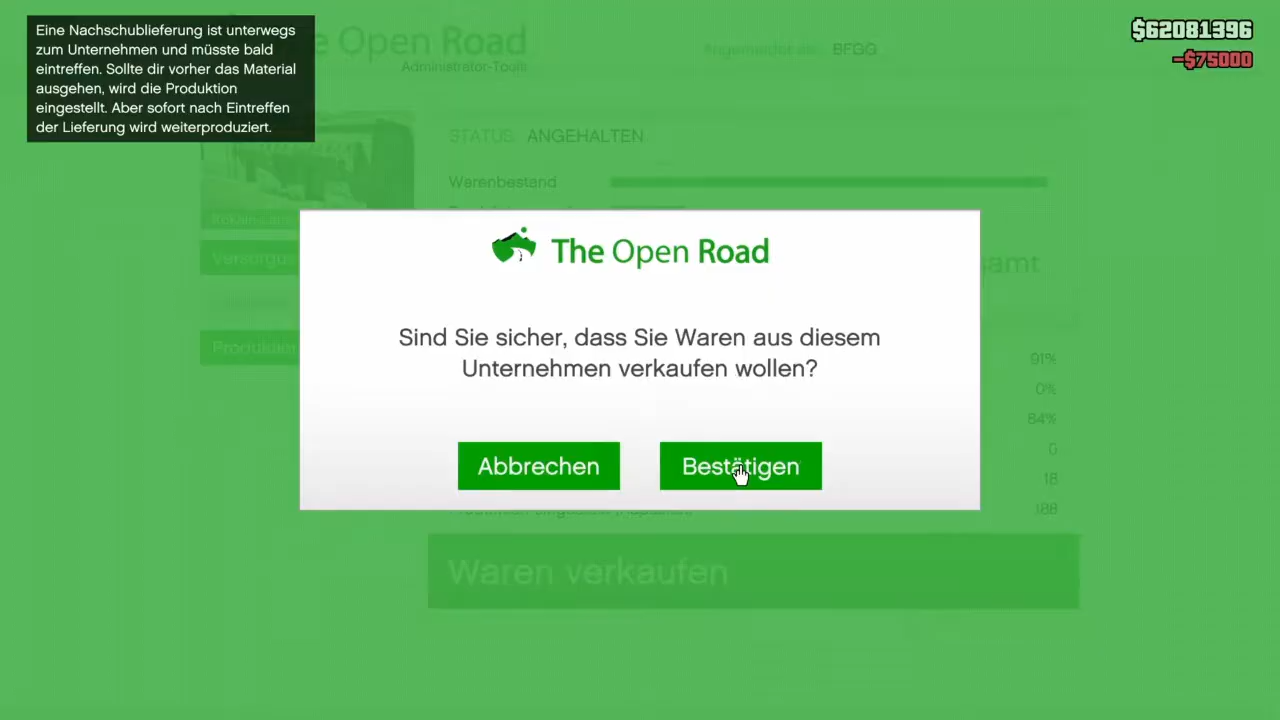 Eine Nachschublieferung ist unterwegs
zum Unternehmen und müsste bald
eintreffen. Sollte dir vorher das Material
ausgehen, wird die Produktion
eingestellt. Aber sofort nach Eintreffen
der Lieferung wird weiterproduziert.
$62081396
-$75000
Open Road
Administrator-Tools
Angemeldet als: BFGG
STATUS: ANGEHALTEN
Warenbestand
The Open Road
Sind Sie sicher, dass Sie Waren aus diesem
Unternehmen verkaufen wollen?
Abbrechen
Bestätigen
91%
0%
84%
0
18
188
Waren verkaufen